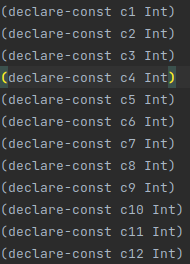 (declare-const c1 Int)
(declare-const c2 Int)
(declare-const c3 Int)
(declare-const c4 Int)
(declare-const c5 Int)
(declare-const c6 Int)
(declare-const c7 Int)
(declare-const c8 Int)
(declare-const c9 Int)
(declare-const c10 Int)
(declare-const c11 Int)
(declare-const c12 Int)